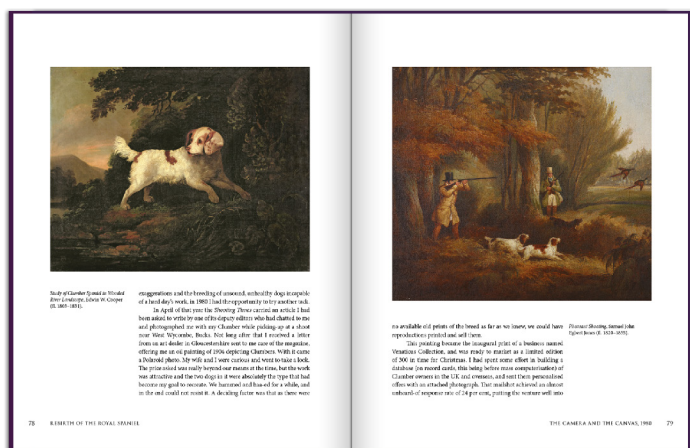 Study of Clumber Spaniel in Wooded
River Landscape, Edwin W. Cooper
(fl. 1803–1831).
exaggerations and the breeding of unsound, unhealthy dogs incapable
of a hard day's work, in 1980 I had the opportunity to try another tack.
In April of that year the Shooting Times carried an article I had
been asked to write by one of its deputy editors who had chatted to me
and photographed me with my Clumber while picking-up at a shoot
near West Wycombe, Bucks. Not long after that I received a letter
from an art dealer in Gloucestershire sent to me care of the magazine,
offering me an oil painting of 1904 depicting Clumbers. With it came
a Polaroid photo. My wife and I were curious and went to take a look.
The price asked was really beyond our means at the time, but the work
was attractive and the two dogs in it were absolutely the type that had
become my goal to recreate. We hummed and haa-ed for a while, and
in the end could not resist it. A deciding factor was that as there were
78 REBIRTH OF THE ROYAL SPANIEL
no available old prints of the breed as far as we knew, we could have
reproductions printed and sell them.
This painting became the inaugural print of a business named
Venatious Collection, and was ready to market as a limited edition
of 300 in time for Christmas. I had spent some effort in building a
database (on record cards, this being before mass computerisation) of
Clumber owners in the UK and overseas, and sent them personalised
offers with an attached photograph. That mailshot achieved an almost
unheard-of response rate of 24 per cent, putting the venture well into
Pheasant Shooting, Samuel John
Egbert Jones (fl. 1820–1855).
THE CAMERA AND THE CANVAS, 1980 79